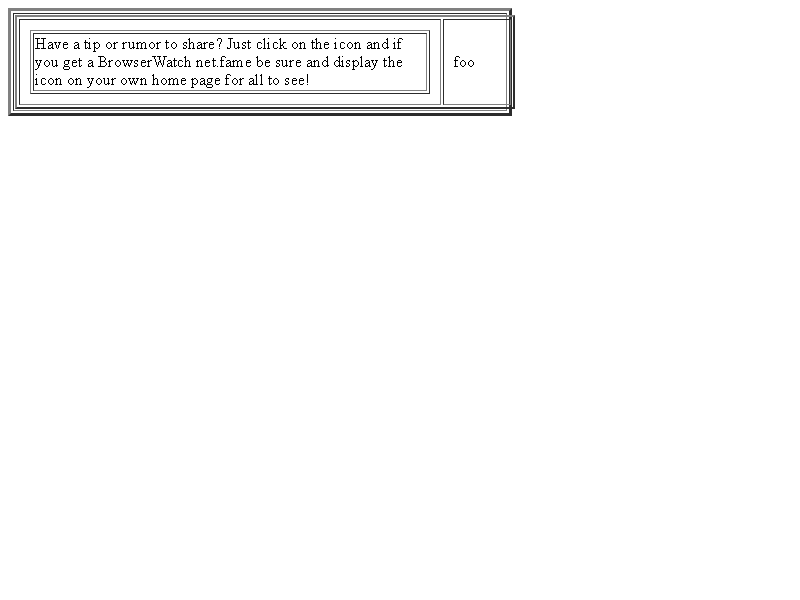 Have a tip or rumor to share? Just click on the icon and if
you get a BrowserWatch net.fame be sure and display the
icon on your own home page for all to see!
foo